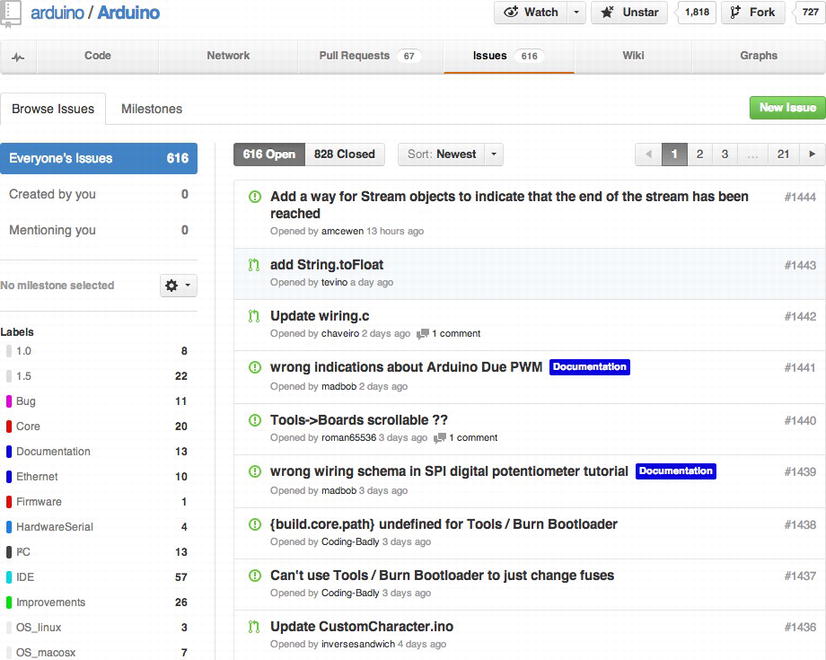 arduino / Arduino
Watch
Unstar
1,818
Fork
727
Code
Network
Pull Requests 67
Issues 616
Wiki
Graphs
Browse Issues
Milestones
New Issue
Everyone's Issues 616
Created by you 0
Mentioning you 0
No milestone selected
Labels
1.0 8
1.5 22
Bug 11
Core 20
Documentation 13
Ethernet 10
Firmware 1
HardwareSerial 4
I²C 13
IDE 57
Improvements 26
OS_linux 3
OS_macosx 7
616 Open
828 Closed
Sort: Newest
1 2 3 ... 21
Add a way for Stream objects to indicate that the end of the stream has been
reached
#1444
Opened by amcewen 13 hours ago
add String.toFloat #1443
Opened by tevino a day ago
Update wiring.c #1442
Opened by chaveiro 2 days ago 1 comment
wrong indications about Arduino Due PWM Documentation #1441
Opened by madbob 2 days ago
Tools->Boards scrollable ?? #1440
Opened by roman65536 3 days ago 1 comment
wrong wiring schema in SPI digital potentiometer tutorial Documentation #1439
Opened by madbob 3 days ago
{build.core.path} undefined for Tools / Burn Bootloader #1438
Opened by Coding-Badly 3 days ago
Can't use Tools / Burn Bootloader to just change fuses #1437
Opened by Coding-Badly 3 days ago
Update CustomCharacter.ino #1436
Opened by inversesandwich 4 days ago